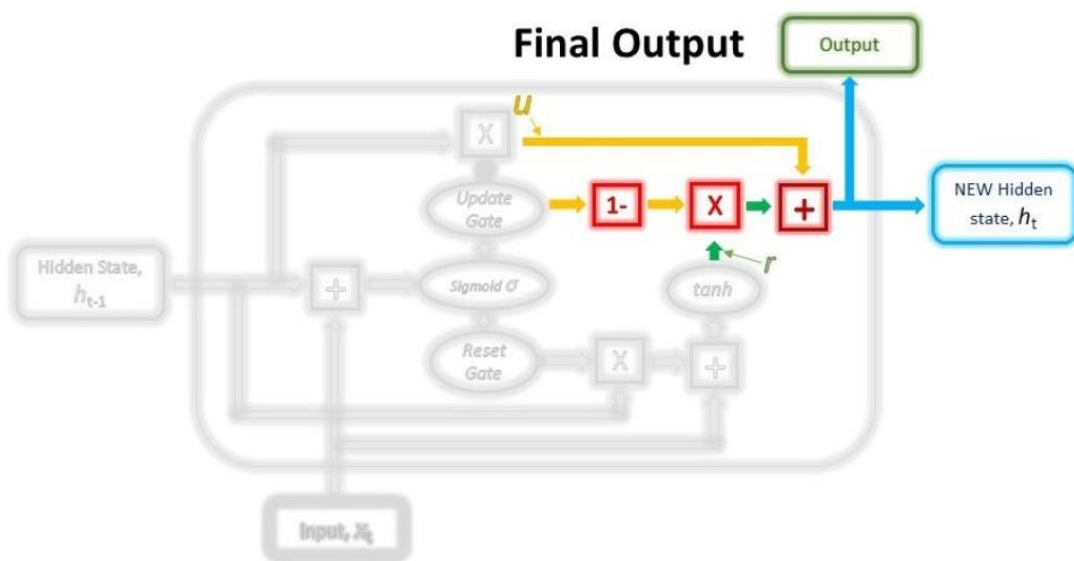 Final Output
Output
u
X
Update
Gate
1-
X
+
NEW Hidden
state, hₜ
Hidden State,
hₜ₋₁
+
Sigmoid σ
r
tanh
Reset
Gate
X
+
Input, Xₜ